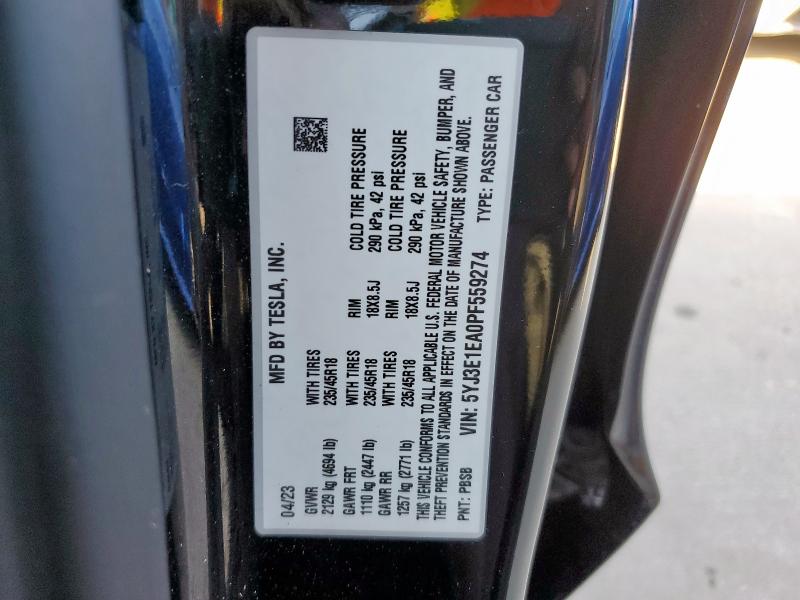 MFD BY TESLA, INC.
04/23
GVWR WITH TIRES RIM COLD TIRE PRESSURE
2129 kg (4694 lb) 235/45R18 18X8.5J 290 kPa, 42 psi
GAWR FRT WITH TIRES RIM COLD TIRE PRESSURE
1110 kg (2447 lb) 235/45R18 18X8.5J 290 kPa, 42 psi
GAWR RR WITH TIRES
1257 kg (2771 lb) 235/45R18
THIS VEHICLE CONFORMS TO ALL APPLICABLE U.S. FEDERAL MOTOR VEHICLE SAFETY, BUMPER, AND
THEFT PREVENTION STANDARDS IN EFFECT ON THE DATE OF MANUFACTURE SHOWN ABOVE.
VIN: 5YJ3E1EA0PF559274 TYPE: PASSENGER CAR
PNT: PBSB